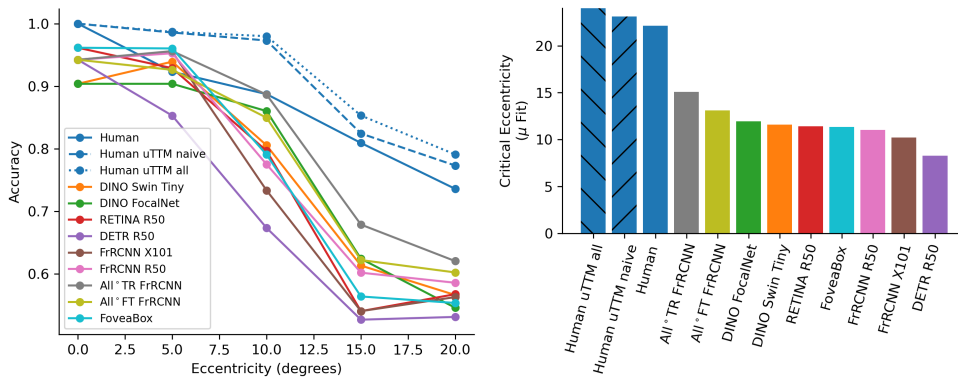 1.0
0.9
0.8
0.7
0.6
Accuracy
Human
Human uTTM naive
Human uTTM all
DINO Swin Tiny
DINO FocalNet
RETINA R50
DETR R50
FrRCNN X101
FrRCNN R50
All°TR FrRCNN
All°FT FrRCNN
FoveaBox
0.0 2.5 5.0 7.5 10.0 12.5 15.0 17.5 20.0
Eccentricity (degrees)
Critical Eccentricity
(μ Fit)
20
15
10
5
0
Human uTTM all
Human uTTM naive
Human
All°TR FrRCNN
All°FT FrRCNN
DINO FocalNet
DINO Swin Tiny
RETINA R50
FoveaBox
FrRCNN R50
FrRCNN X101
DETR R50